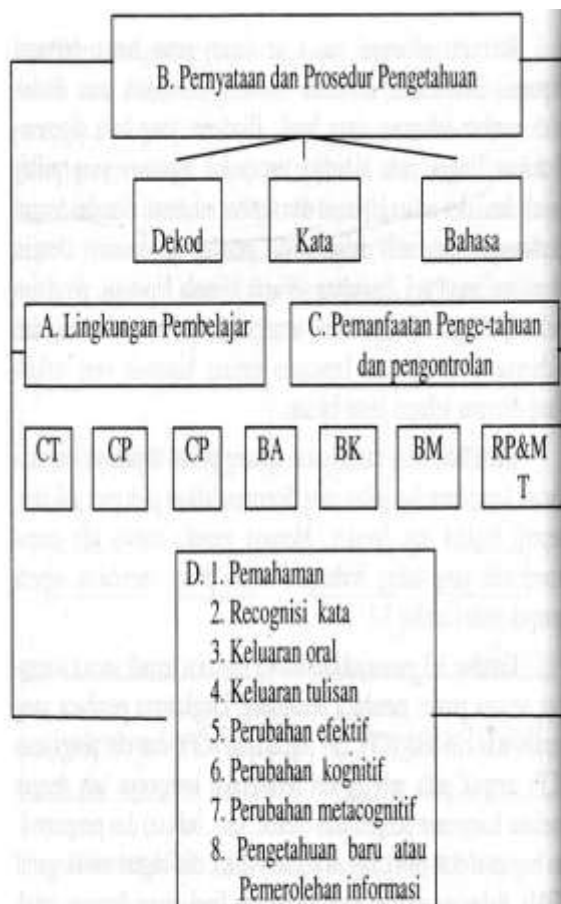 B. Pernyataan dan Prosedur Pengetahuan
Dekod
Kata
Bahasa
A. Lingkungan Pembelajar
C. Pemanfaatan Penge-tahuan
dan pengontrolan
CT
CP
CP
BA
BK
BM
RP&M
T
D. 1. Pemahaman
2. Recognisi kata
3. Keluaran oral
4. Keluaran tulisan
5. Perubahan efektif
6. Perubahan kognitif
7. Perubahan metacognitif
8. Pengetahuan baru atau
Pemerolehan informasi